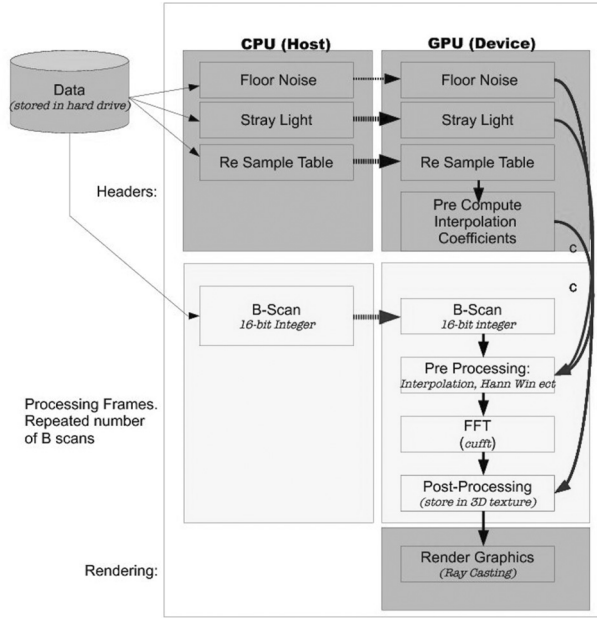 CPU (Host)
GPU (Device)
Data
(stored in hard drive)
Floor Noise
Floor Noise
Stray Light
Stray Light
Re Sample Table
Re Sample Table
Headers:
Pre Compute
Interpolation
Coefficients
c
c
B-Scan
16-bit Integer
B-Scan
16-bit integer
Pre Processing:
Interpolation, Hann Win ect
Processing Frames.
Repeated number
of B scans
FFT
(cufft)
Post-Processing
(store in 3D texture)
Rendering:
Render Graphics
(Ray Casting)